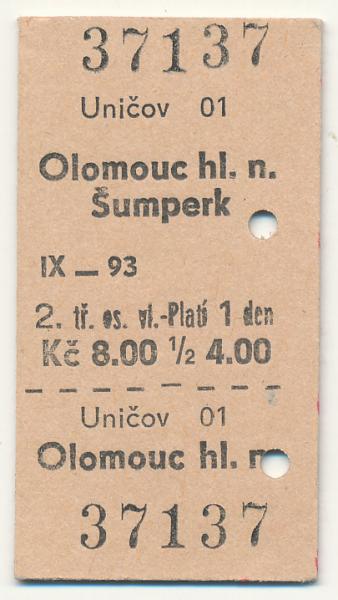 37137
Uničov 01
Olomouc hl. n.
Šumperk
IX — 93
2. tř. os. vl.-Platí 1 den
Kč 8.00 ½ 4.00
Uničov 01
Olomouc hl. n.
37137